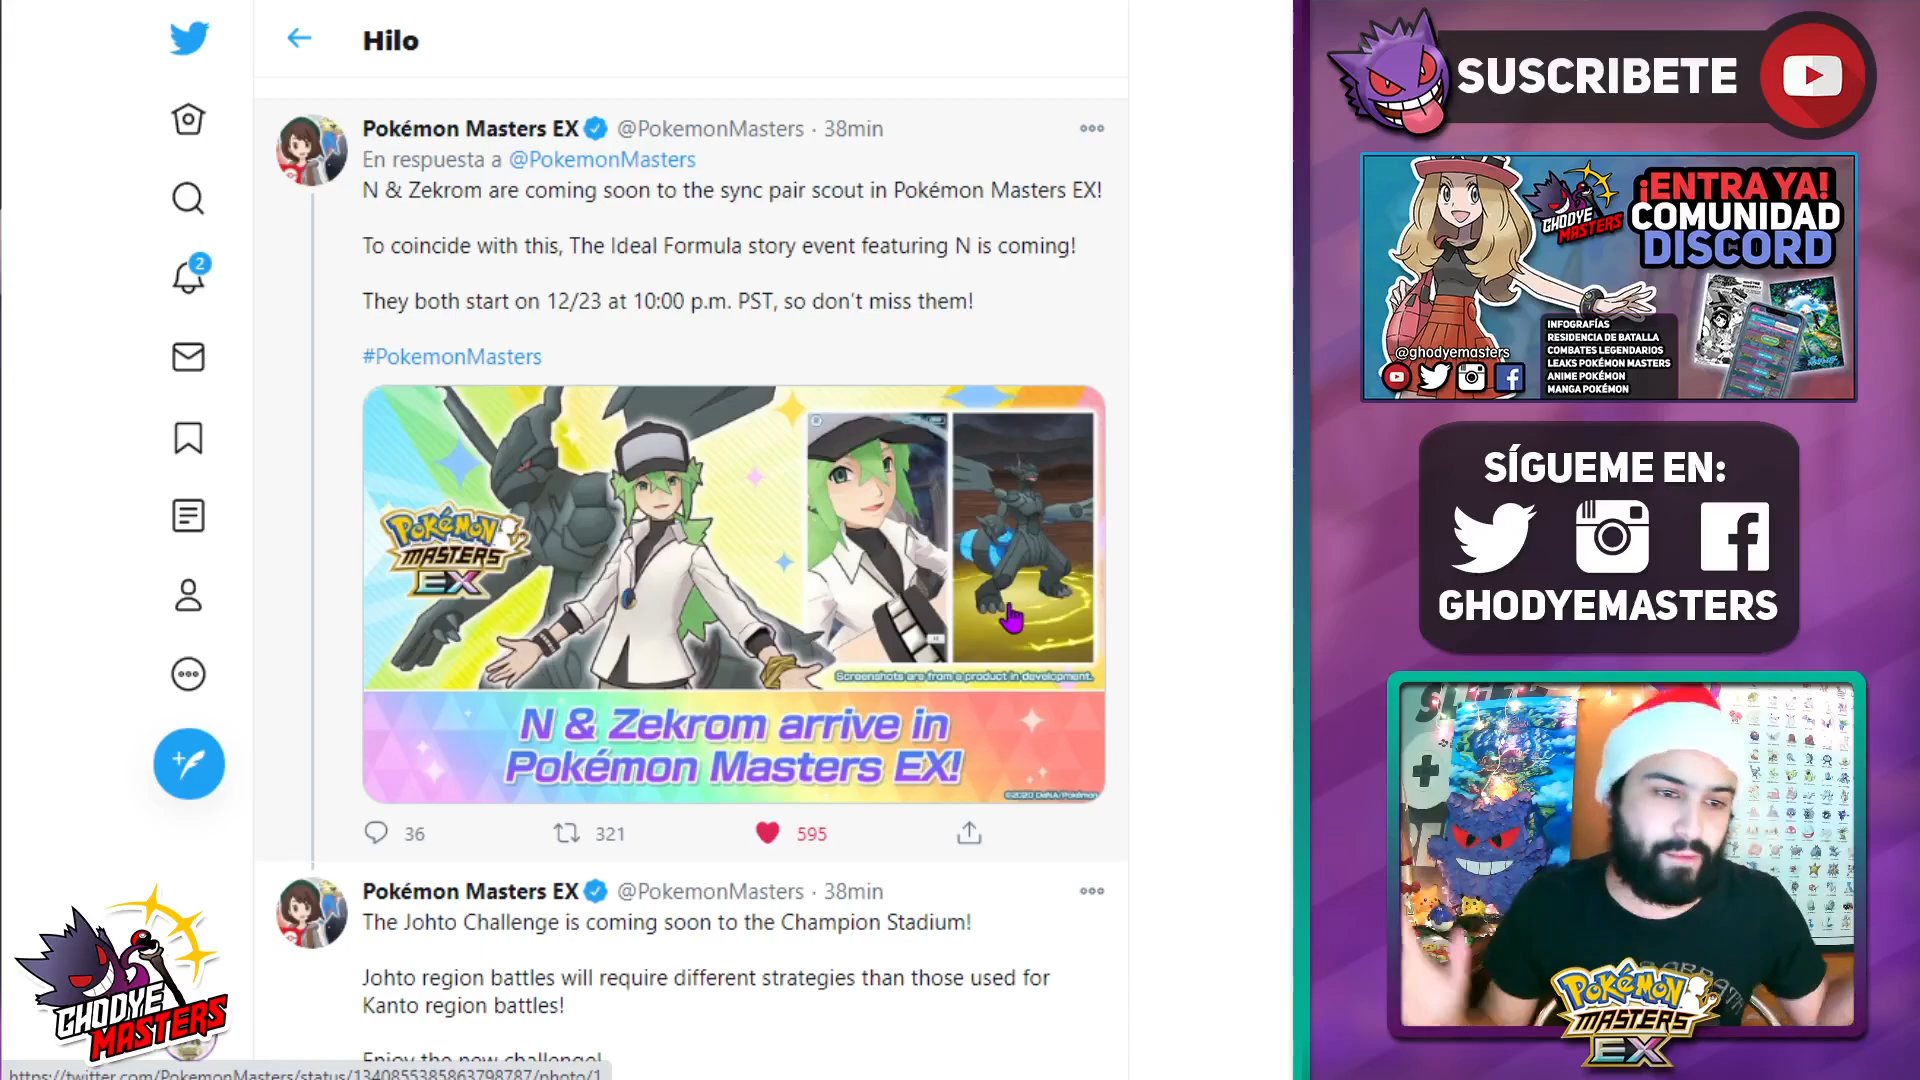 Hilo
Pokémon Masters EX @PokemonMasters · 38min
En respuesta a @PokemonMasters
N & Zekrom are coming soon to the sync pair scout in Pokémon Masters EX!
To coincide with this, The Ideal Formula story event featuring N is coming!
They both start on 12/23 at 10:00 p.m. PST, so don't miss them!
#PokemonMasters
POKÉMON
MASTERS
EX
Screenshots are from a product in development.
N & Zekrom arrive in
Pokémon Masters EX!
©2020 DeNA/Pokémon
36
321
595
Pokémon Masters EX @PokemonMasters · 38min
The Johto Challenge is coming soon to the Champion Stadium!
Johto region battles will require different strategies than those used for
Kanto region battles!
Enjoy the new challenge!
https://twitter.com/PokemonMasters/status/1340855385863798787/photo/1
2
GHODYE
MASTERS
SUSCRIBETE
¡ENTRA YA!
COMUNIDAD
DISCORD
GHODYE
MASTERS
INFOGRAFÍAS
RESIDENCIA DE BATALLA
COMBATES LEGENDARIOS
LEAKS POKÉMON MASTERS
ANIME POKÉMON
MANGA POKÉMON
@ghodyemasters
SÍGUEME EN:
GHODYEMASTERS
POKÉMON
MASTERS
EX